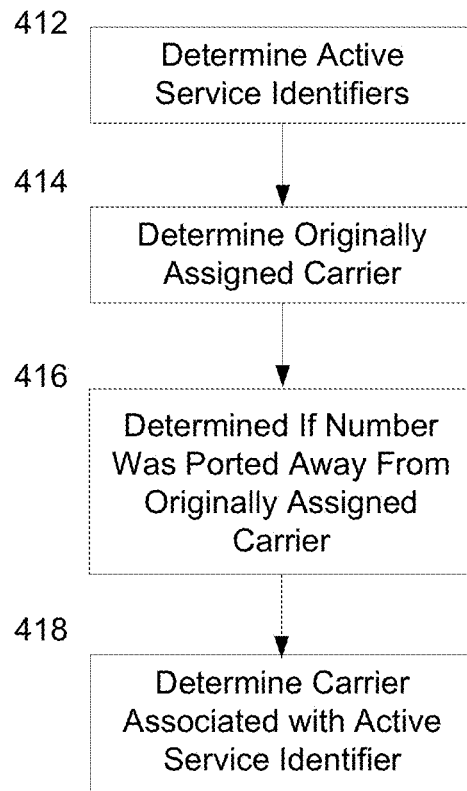 412
Determine Active
Service Identifiers
414
Determine Originally
Assigned Carrier
416
Determined If Number
Was Ported Away From
Originally Assigned
Carrier
418
Determine Carrier
Associated with Active
Service Identifier